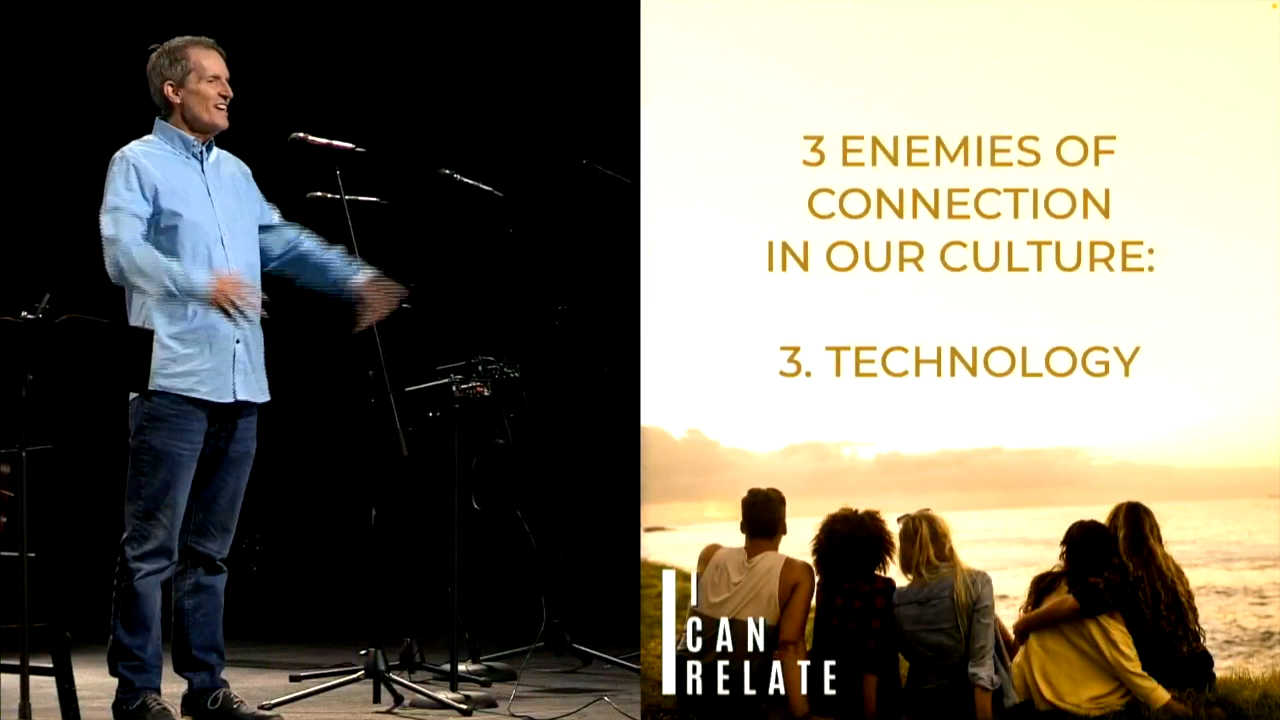 3 ENEMIES OF
CONNECTION
IN OUR CULTURE:
3. TECHNOLOGY
I
CAN
RELATE